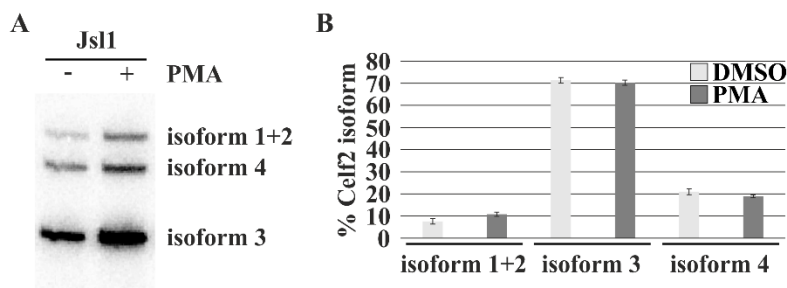 A
Jsl1
- + PMA
isoform 1+2
isoform 4
isoform 3
B
% Celf2 isoform
80
70
60
50
40
30
20
10
0
DMSO
PMA
isoform 1+2 isoform 3 isoform 4